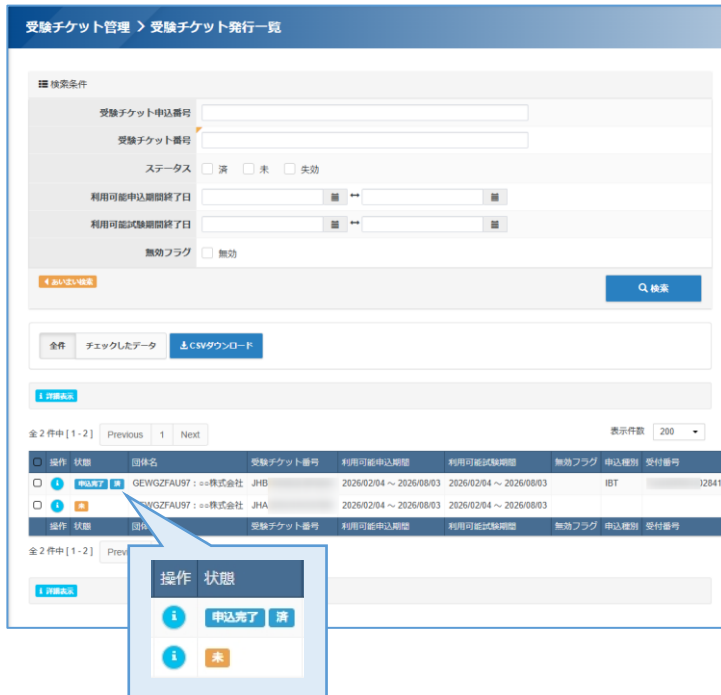 受験チケット管理 > 受験チケット発行一覧
検索条件
受験チケット申込番号
受験チケット番号
ステータス 済 未 失効
利用可能申込期間終了日 ↔
利用可能試験期間終了日 ↔
無効フラグ 無効
あいまい検索 検索
全件 チェックしたデータ CSVダウンロード
i 詳細表示
全2件中[1-2] Previous 1 Next 表示件数 200
操作 状態 団体名 受験チケット番号 利用可能申込期間 利用可能試験期間 無効フラグ 申込種別 受付番号
i 申込完了 済 GEWGZFAU97：○○株式会社 JHB 2026/02/04 ～ 2026/08/03 2026/02/04 ～ 2026/08/03 IBT 2841
i 未 GEWGZFAU97：○○株式会社 JHA 2026/02/04 ～ 2026/08/03 2026/02/04 ～ 2026/08/03
操作 状態 団体 受験チケット番号 利用可能申込期間 利用可能試験期間 無効フラグ 申込種別 受付番号
全2件中[1-2]
i 詳細表示
操作 状態
i 申込完了 済
i 未